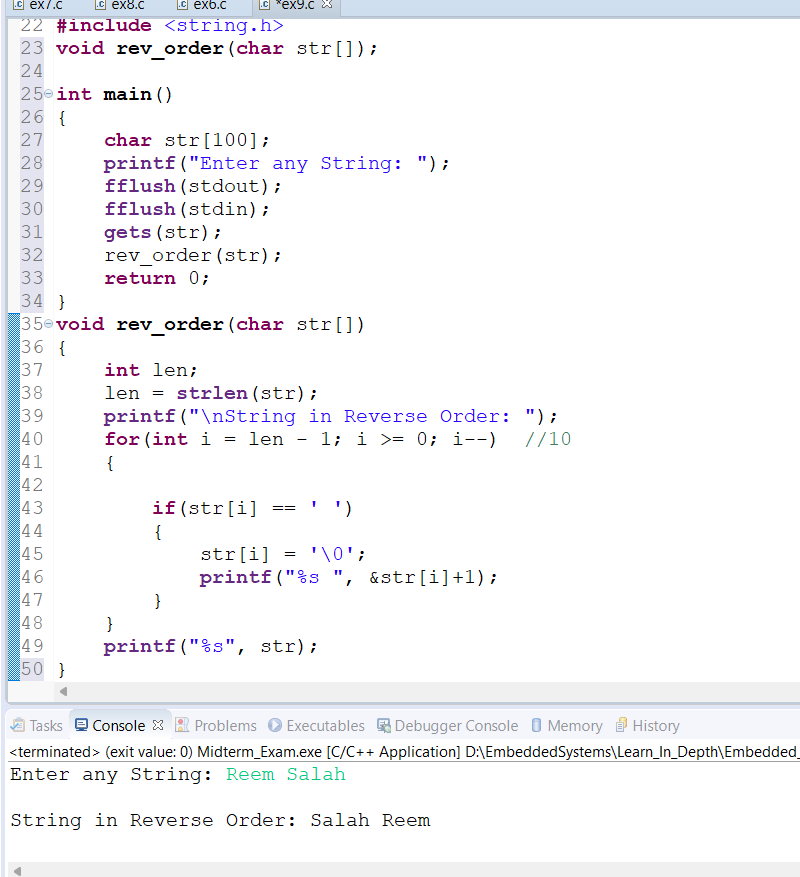 ex7.c ex8.c ex6.c *ex9.c
22 #include <string.h>
23 void rev_order(char str[]);
24
25 int main()
26 {
27 char str[100];
28 printf("Enter any String: ");
29 fflush(stdout);
30 fflush(stdin);
31 gets(str);
32 rev_order(str);
33 return 0;
34 }
35 void rev_order(char str[])
36 {
37 int len;
38 len = strlen(str);
39 printf("\nString in Reverse Order: ");
40 for(int i = len - 1; i >= 0; i--) //10
41 {
42
43 if(str[i] == ' ')
44 {
45 str[i] = '\0';
46 printf("%s ", &str[i]+1);
47 }
48 }
49 printf("%s", str);
50 }
Tasks Console Problems Executables Debugger Console Memory History
<terminated> (exit value: 0) Midterm_Exam.exe [C/C++ Application] D:\EmbeddedSystems\Learn_In_Depth\Embedded_
Enter any String: Reem Salah
String in Reverse Order: Salah Reem